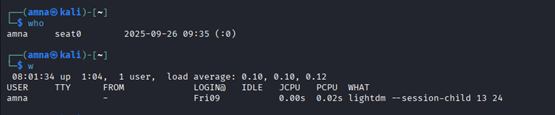 ┌──(amna㉿kali)-[~]
└─$ who
amna     seat0        2025-09-26 09:35 (:0)
┌──(amna㉿kali)-[~]
└─$ w
 08:01:34 up  1:04,  1 user,  load average: 0.10, 0.10, 0.12
USER     TTY      FROM             LOGIN@   IDLE   JCPU   PCPU  WHAT
amna              -                Fri09           0.00s  0.02s lightdm --session-child 13 24